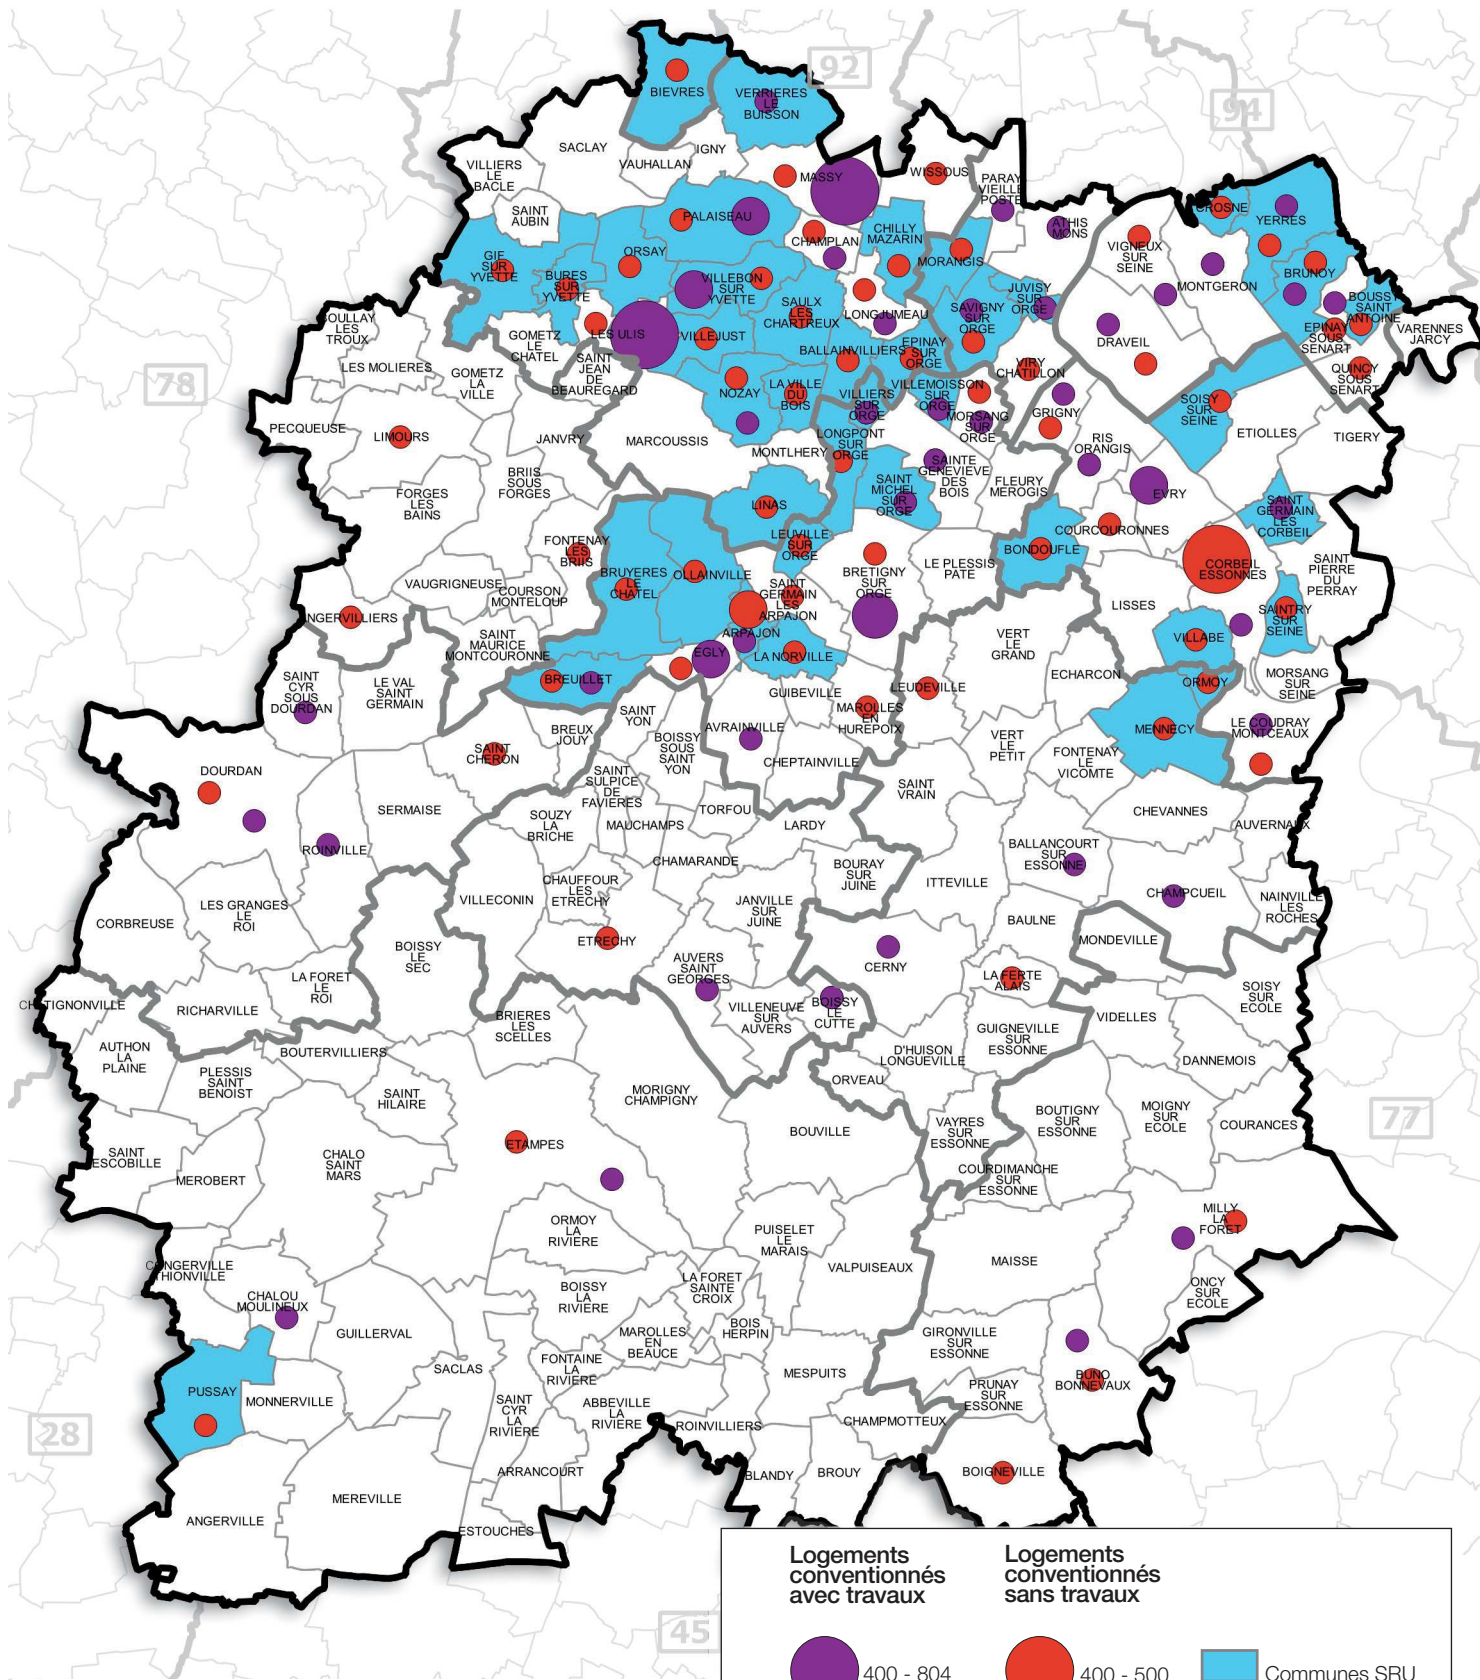 92
94
78
77
28
45
BIEVRES
VERRIERES
LE
BUISSON
SACLAY
VAUHALLAN
IGNY
VILLIERS
LE
BACLE
SAINT
AUBIN
MASSY
WISSOUS
PARAY
VIEILLE
POSTE
ATHIS
MONS
PALAISEAU
CHAMPLAN
CHILLY
MAZARIN
MORANGIS
VIGNEUX
SUR
SEINE
CROSNE
YERRES
BRUNOY
MONTGERON
GIF
SUR
YVETTE
BURES
SUR
YVETTE
ORSAY
VILLEBON
SUR
YVETTE
SAULX
LES
CHARTREUX
LONGJUMEAU
SAVIGNY
SUR
ORGE
JUVISY
SUR
ORGE
DRAVEIL
BOUSSY
SAINT
ANTOINE
EPINAY
SOUS
SENART
VARENNES
JARCY
QUINCY
SOUS
SENART
BOULLAY
LES
TROUX
LES MOLIERES
GOMETZ
LE
CHATEL
LES ULIS
VILLEJUST
SAINT
JEAN
DE
BEAUREGARD
GOMETZ
LA
VILLE
BALLAINVILLIERS
EPINAY
SUR
ORGE
VIRY
CHATILLON
NOZAY
LA VILLE
DU
BOIS
VILLIERS
SUR
ORGE
VILLEMOISSON
SUR
ORGE
MORSANG
SUR
ORGE
GRIGNY
SOISY
SUR
SEINE
ETIOLLES
TIGERY
PECQUEUSE
LIMOURS
JANVRY
MARCOUSSIS
MONTLHERY
LONGPONT
SUR
ORGE
RIS
ORANGIS
BRIIS
SOUS
FORGES
FORGES
LES
BAINS
SAINTE
GENEVIEVE
DES
BOIS
SAINT
MICHEL
SUR
ORGE
FLEURY
MEROGIS
EVRY
COURCOURONNES
SAINT
GERMAIN
LES
CORBEIL
LINAS
LEUVILLE
SUR
ORGE
BONDOUFLE
CORBEIL
ESSONNES
SAINT
PIERRE
DU
PERRAY
FONTENAY
LES
BRIIS
BRUYERES
LE
CHATEL
OLLAINVILLE
SAINT
GERMAIN
LES
ARPAJON
BRETIGNY
SUR
ORGE
LE PLESSIS
PATE
LISSES
SAINTRY
SUR
SEINE
VAUGRIGNEUSE
COURSON
MONTELOUP
ANGERVILLIERS
SAINT
MAURICE
MONTCOURONNE
ARPAJON
EGLY
LA NORVILLE
VERT
LE
GRAND
VILLABE
ECHARCON
ORMOY
MORSANG
SUR
SEINE
SAINT
CYR
SOUS
DOURDAN
LE VAL
SAINT
GERMAIN
BREUILLET
GUIBEVILLE
LEUDEVILLE
MAROLLES
EN
HUREPOIX
MENNECY
LE COUDRAY
MONTCEAUX
SAINT
YON
BREUX
JOUY
SAINT
CHERON
BOISSY
SOUS
SAINT
YON
AVRAINVILLE
CHEPTAINVILLE
VERT
LE
PETIT
FONTENAY
LE
VICOMTE
DOURDAN
SERMAISE
ROINVILLE
SAINT
SULPICE
DE
FAVIERES
SOUZY
LA
BRICHE
MAUCHAMPS
TORFOU
LARDY
SAINT
VRAIN
CHEVANNES
AUVERNAUX
CHAMARANDE
BOURAY
SUR
JUINE
ITTEVILLE
BALLANCOURT
SUR
ESSONNE
CHAMPCUEIL
NAINVILLE
LES
ROCHES
CORBREUSE
LES GRANGES
LE
ROI
VILLECONIN
CHAUFFOUR
LES
ETRECHY
JANVILLE
SUR
JUINE
BAULNE
MONDEVILLE
ETRECHY
BOISSY
LE
SEC
AUVERS
SAINT
GEORGES
CERNY
LA FERTE
ALAIS
SOISY
SUR
ECOLE
LA FORET
LE
ROI
CHATIGNONVILLE
RICHARVILLE
BRIERES
LES
SCELLES
VILLENEUVE
SUR
AUVERS
BOISSY
LE
CUTTE
VIDELLES
GUIGNEVILLE
SUR
ESSONNE
D'HUISON
LONGUEVILLE
DANNEMOIS
AUTHON
LA
PLAINE
BOUTERVILLIERS
PLESSIS
SAINT
BENOIST
SAINT
HILAIRE
MORIGNY
CHAMPIGNY
ORVEAU
BOUVILLE
VAYRES
SUR
ESSONNE
BOUTIGNY
SUR
ESSONNE
MOIGNY
SUR
ECOLE
COURANCES
SAINT
ESCOBILLE
MEROBERT
CHALO
SAINT
MARS
ETAMPES
COURDIMANCHE
SUR
ESSONNE
MILLY
LA
FORET
ORMOY
LA
RIVIERE
PUISELET
LE
MARAIS
VALPUISEAUX
MAISSE
ONCY
SUR
ECOLE
CONGERVILLE
THIONVILLE
CHALOU
MOULINEUX
BOISSY
LA
RIVIERE
LA FORET
SAINTE
CROIX
GUILLERVAL
MAROLLES
EN
BEAUCE
BOIS
HERPIN
GIRONVILLE
SUR
ESSONNE
SACLAS
FONTAINE
LA
RIVIERE
MESPUITS
BUNO
BONNEVAUX
PUSSAY
MONNERVILLE
SAINT
CYR
LA
RIVIERE
ABBEVILLE
LA
RIVIERE
PRUNAY
SUR
ESSONNE
ROINVILLIERS
CHAMPMOTTEUX
ARRANCOURT
BLANDY
BROUY
BOIGNEVILLE
MEREVILLE
ANGERVILLE
ESTOUCHES
Logements
conventionnés
avec travaux
Logements
conventionnés
sans travaux
400 - 804
400 - 500
Communes SRU